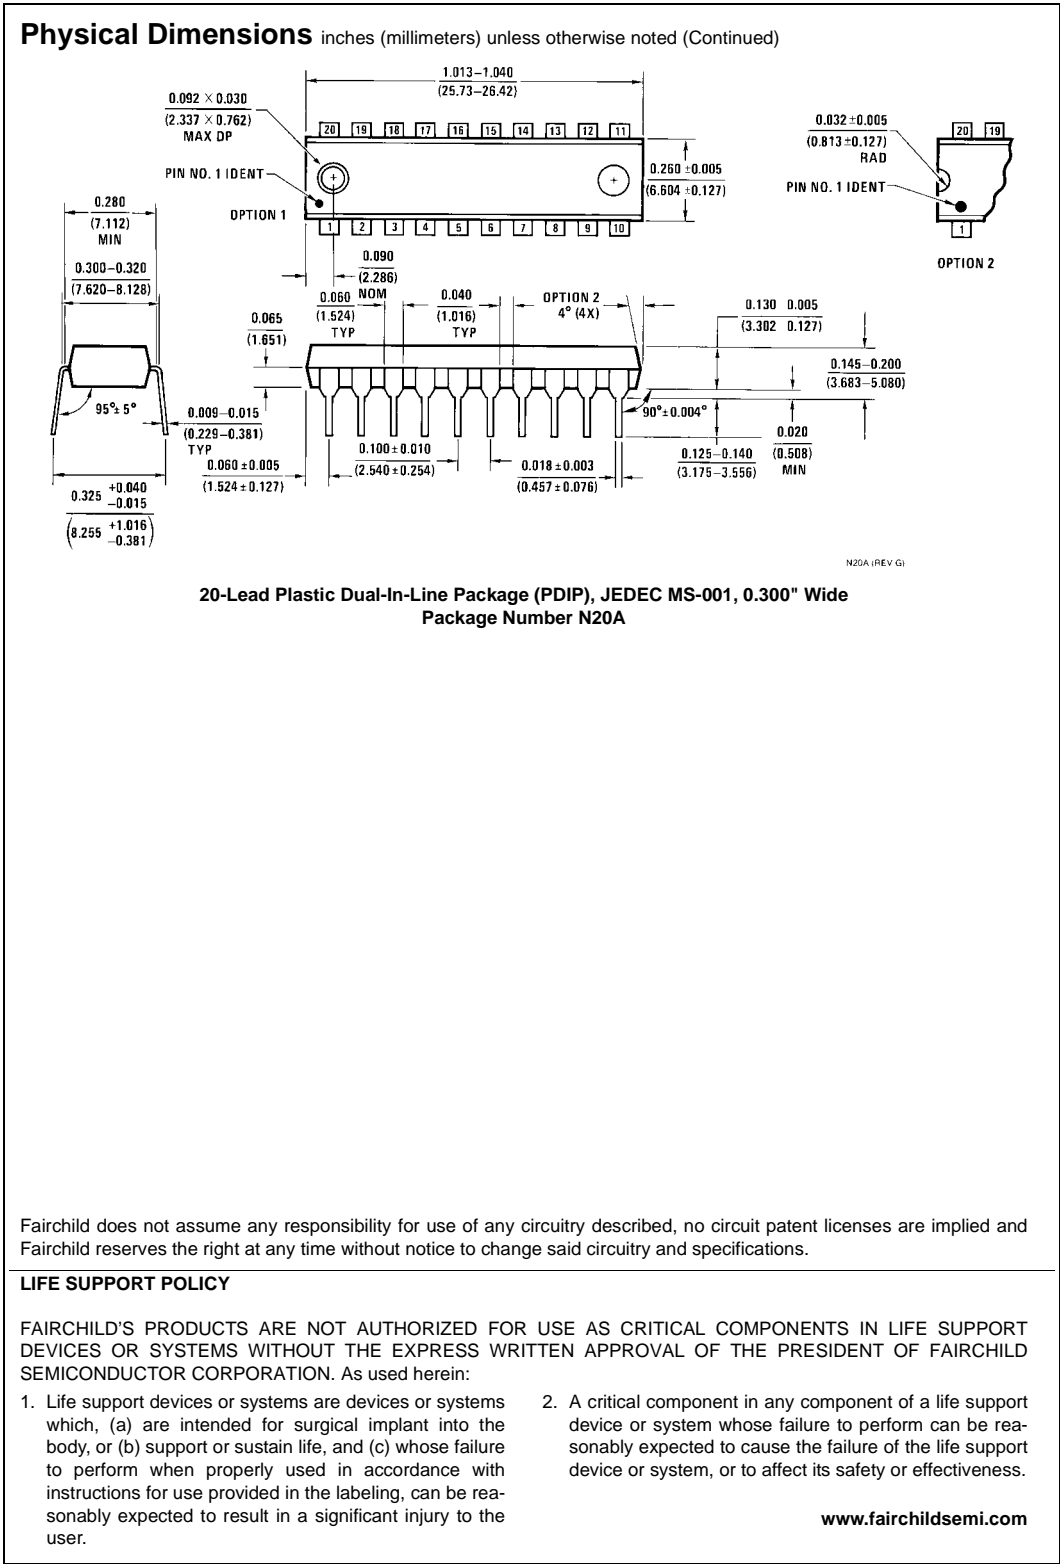 Physical Dimensions inches (millimeters) unless otherwise noted (Continued)
1.013–1.040
(25.73–26.42)
0.092 × 0.030
(2.337 × 0.762)
MAX DP
20 19 18 17 16 15 14 13 12 11
0.032 ±0.005
(0.813 ±0.127)
RAD
20 19
PIN NO. 1 IDENT
0.260 ±0.005
(6.604 ±0.127)
PIN NO. 1 IDENT
OPTION 1
1 2 3 4 5 6 7 8 9 10
1
OPTION 2
0.280
(7.112)
MIN
0.300–0.320
(7.620–8.128)
0.090
(2.286)
NOM
0.060
(1.524)
TYP
0.040
(1.016)
TYP
OPTION 2
4° (4X)
0.130 0.005
(3.302 0.127)
0.065
(1.651)
0.145–0.200
(3.683–5.080)
95°± 5°
0.009–0.015
(0.229–0.381)
TYP
90°±0.004°
0.020
(0.508)
MIN
0.100±0.010
(2.540±0.254)
0.125–0.140
(3.175–3.556)
0.060 ±0.005
(1.524 ±0.127)
0.018 ±0.003
(0.457 ±0.076)
0.325 +0.040 –0.015
(8.255 +1.016 –0.381)
N20A (REV G)
20-Lead Plastic Dual-In-Line Package (PDIP), JEDEC MS-001, 0.300" Wide
Package Number N20A
Fairchild does not assume any responsibility for use of any circuitry described, no circuit patent licenses are implied and
Fairchild reserves the right at any time without notice to change said circuitry and specifications.
LIFE SUPPORT POLICY
FAIRCHILD'S PRODUCTS ARE NOT AUTHORIZED FOR USE AS CRITICAL COMPONENTS IN LIFE SUPPORT
DEVICES OR SYSTEMS WITHOUT THE EXPRESS WRITTEN APPROVAL OF THE PRESIDENT OF FAIRCHILD
SEMICONDUCTOR CORPORATION. As used herein:
1. Life support devices or systems are devices or systems
which, (a) are intended for surgical implant into the
body, or (b) support or sustain life, and (c) whose failure
to perform when properly used in accordance with
instructions for use provided in the labeling, can be rea-
sonably expected to result in a significant injury to the
user.
2. A critical component in any component of a life support
device or system whose failure to perform can be rea-
sonably expected to cause the failure of the life support
device or system, or to affect its safety or effectiveness.
www.fairchildsemi.com